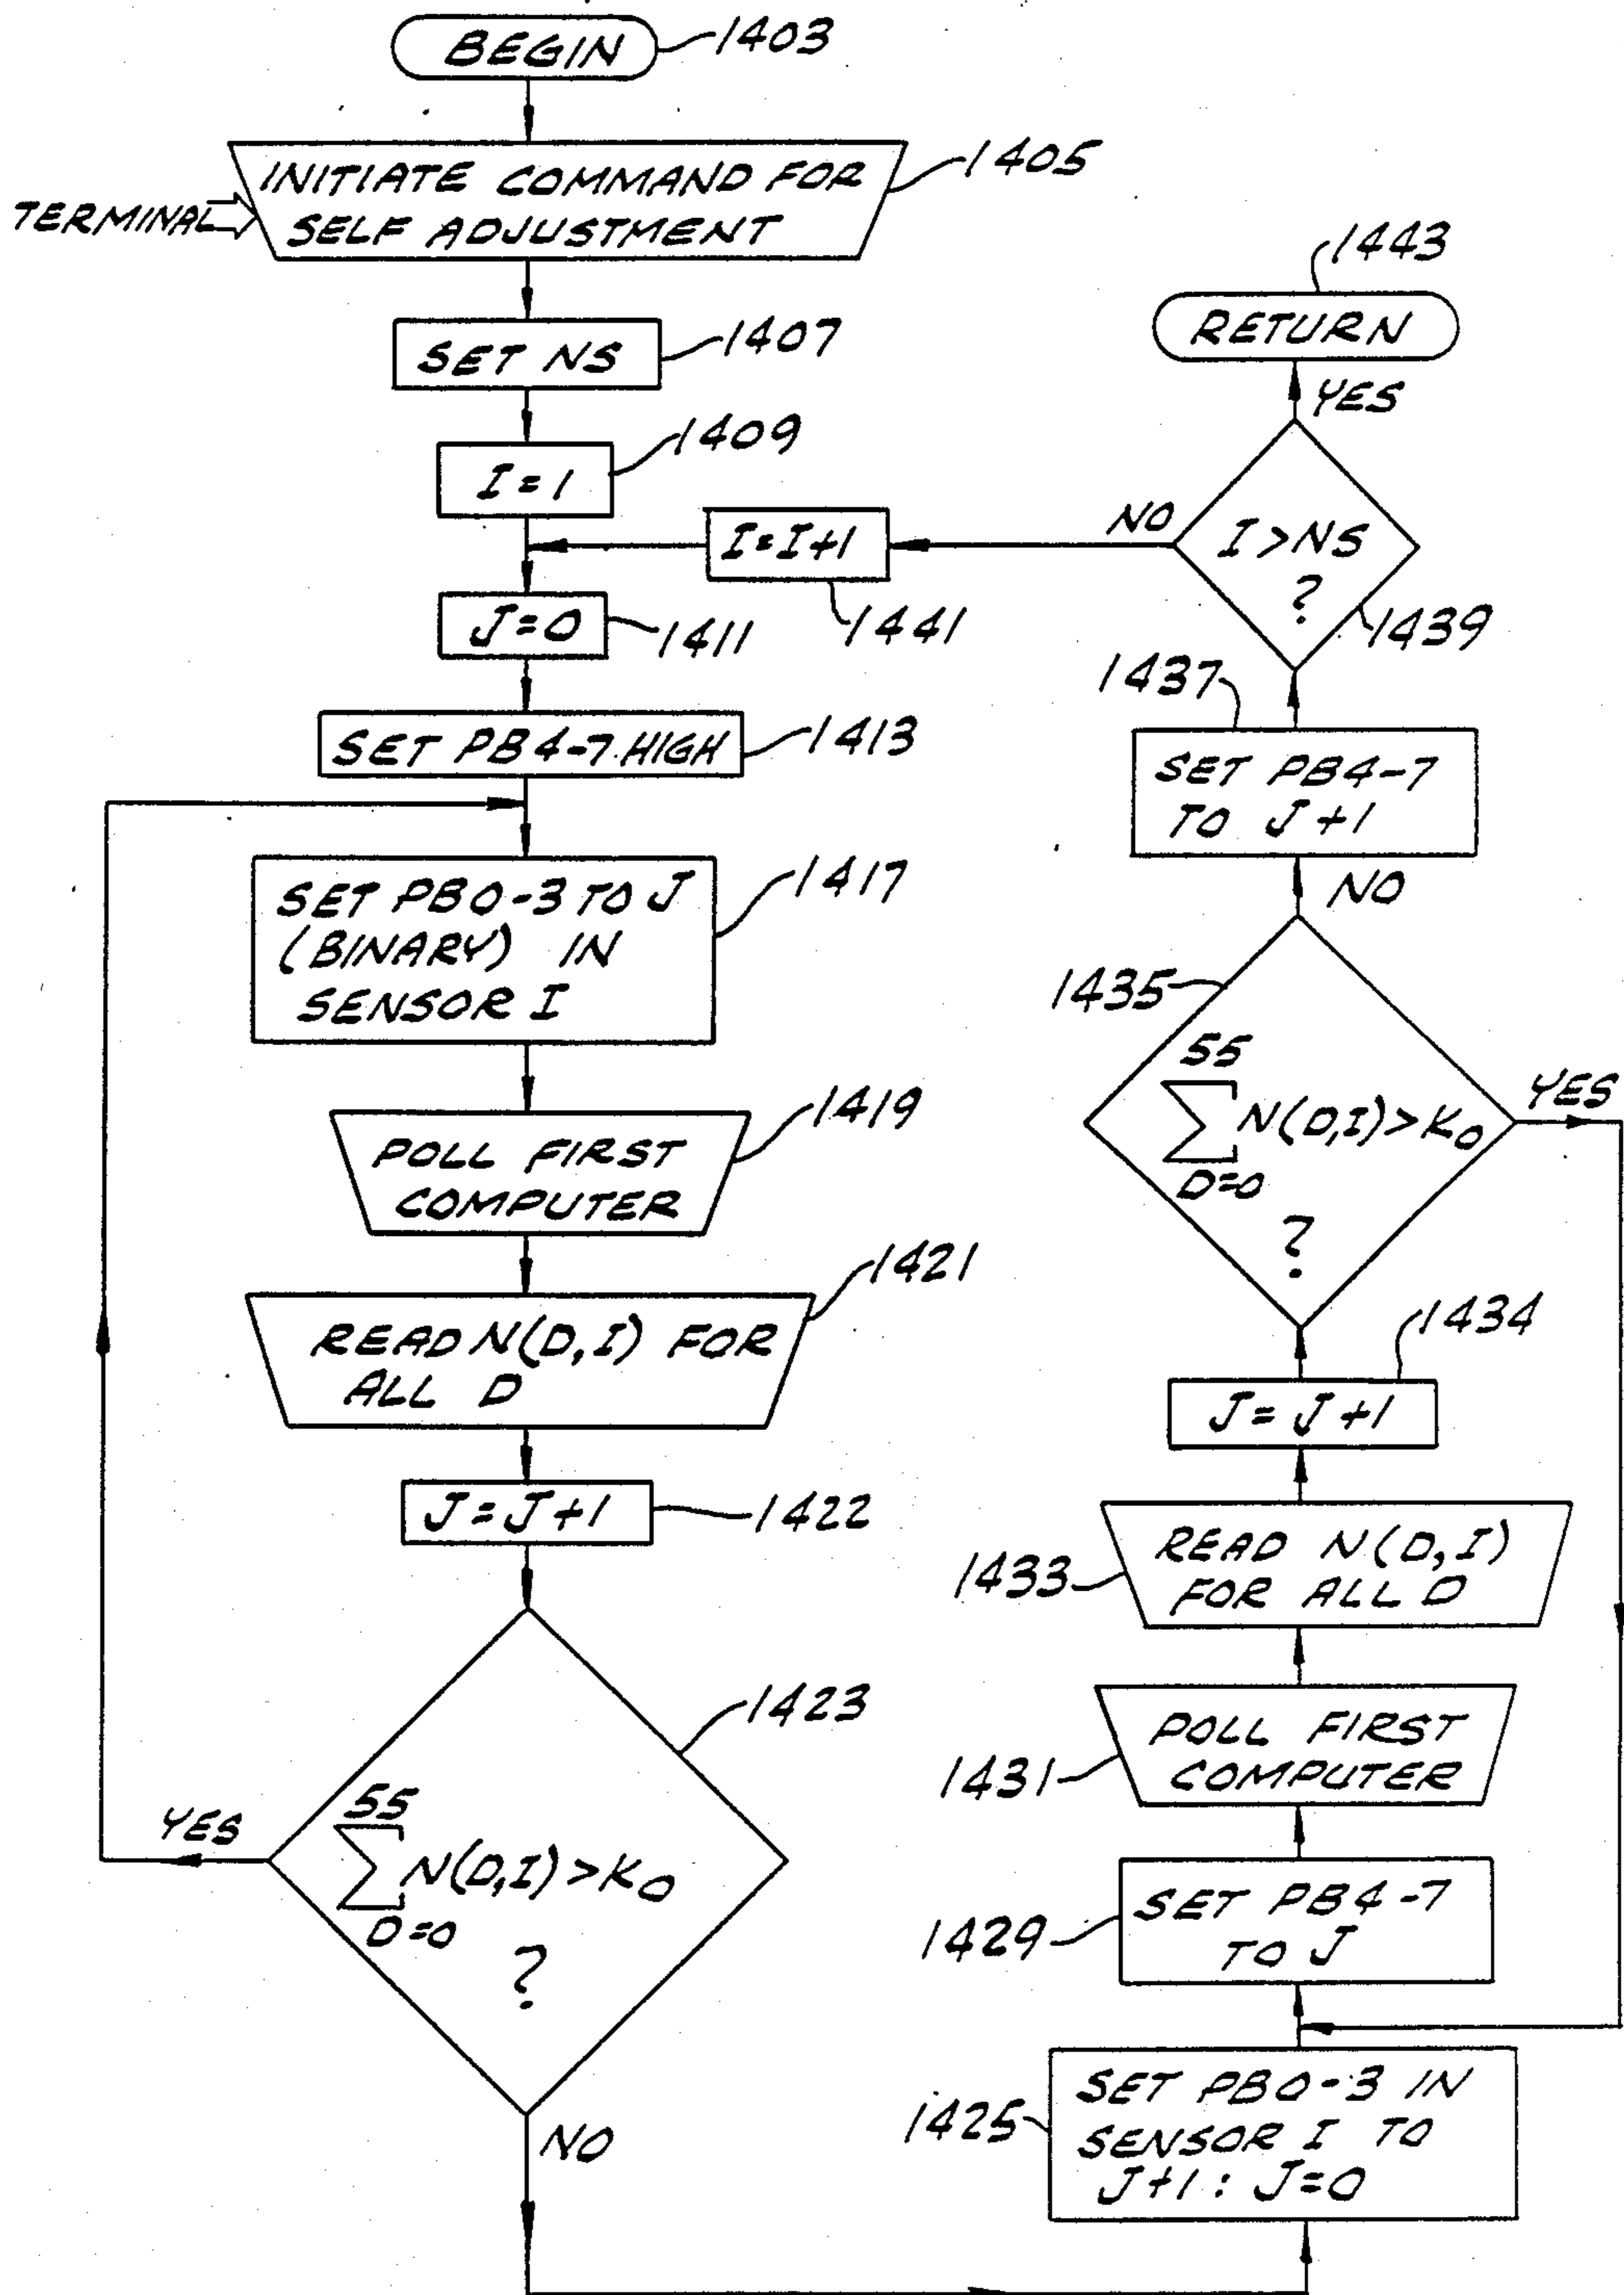 BEGIN
1403
INITIATE COMMAND FOR
SELF ADJUSTMENT
1405
TERMINAL
SET NS
1407
I=1
1409
J=0
1411
SET PB4-7 HIGH
1413
SET PB0-3 TO J
(BINARY) IN
SENSOR I
1417
POLL FIRST
COMPUTER
1419
READ N(D,I) FOR
ALL D
1421
J=J+1
1422
55
∑ N(D,I)>K0
D=0
?
1423
YES
NO
SET PB0-3 IN
SENSOR I TO
J+1: J=0
1425
SET PB4-7
TO J
1429
POLL FIRST
COMPUTER
1431
READ N(D,I)
FOR ALL D
1433
J=J+1
1434
55
∑ N(D,I)>K0
D=0
?
1435
YES
NO
SET PB4-7
TO J+1
1437
I>NS
?
1439
NO
I=I+1
1441
YES
RETURN
1443